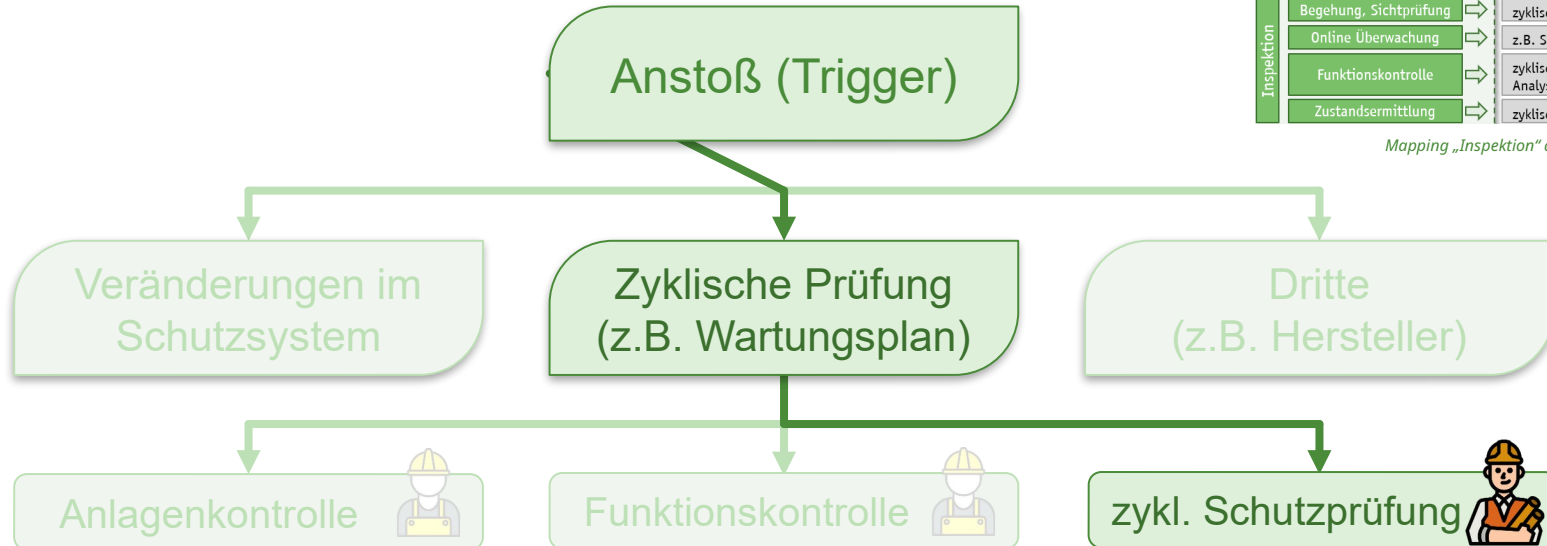 Anstoß (Trigger)
Inspektion
Begehung, Sichtprüfung
Online Überwachung
z.B. S
Funktionskontrolle
Zustandsermittlung
Mapping „Inspektion“
Veränderungen im
Schutzsystem
Zyklische Prüfung
(z.B. Wartungsplan)
Dritte
(z.B. Hersteller)
Anlagenkontrolle
Funktionskontrolle
zykl. Schutzprüfung